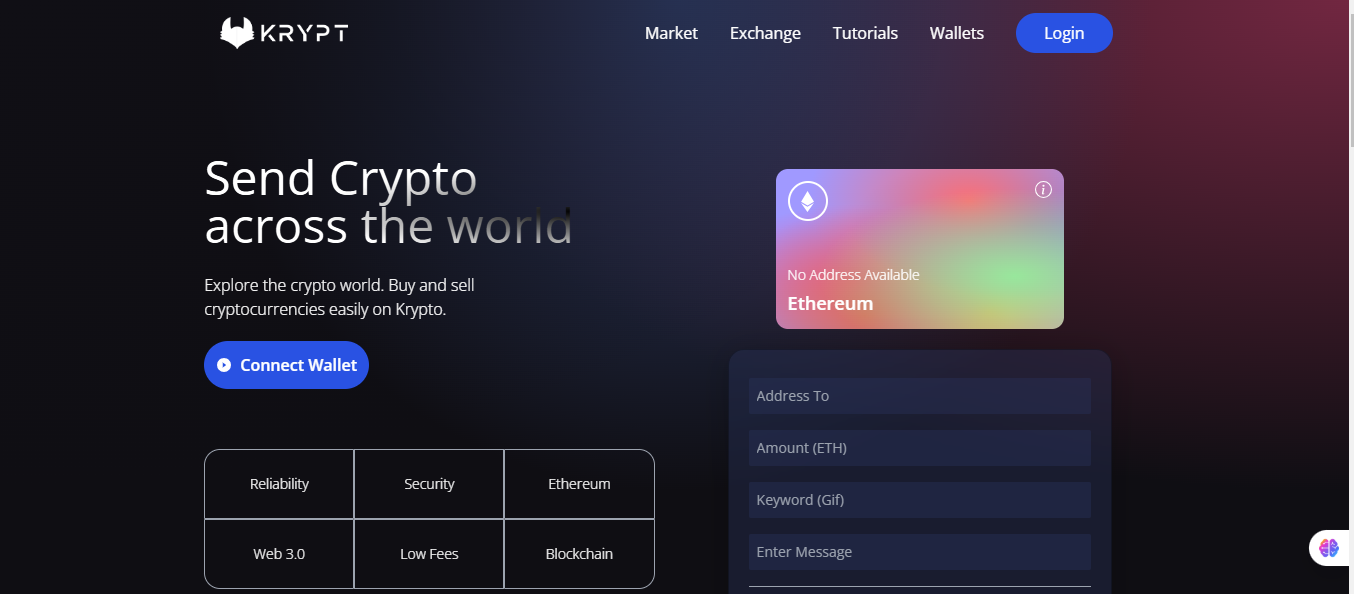 KRYPT
Market
Exchange
Tutorials
Wallets
Login
Send Crypto
across the world
Explore the crypto world. Buy and sell
cryptocurrencies easily on Krypto.
Connect Wallet
Reliability
Security
Ethereum
Web 3.0
Low Fees
Blockchain
No Address Available
Ethereum
Address To
Amount (ETH)
Keyword (Gif)
Enter Message